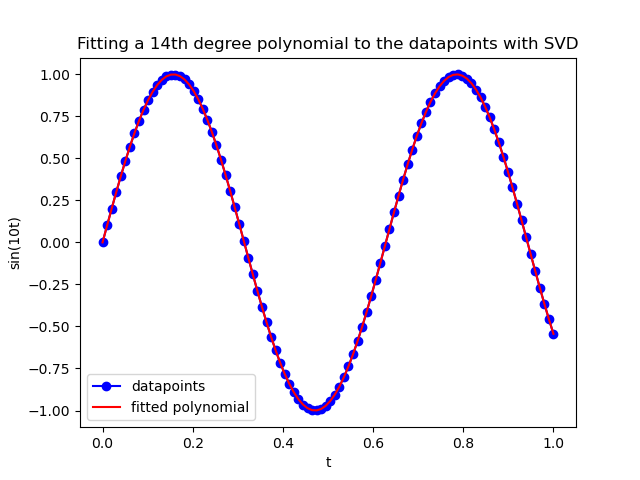 Fitting a 14th degree polynomial to the datapoints with SVD
1.00
0.75
0.50
0.25
0.00
−0.25
−0.50
−0.75
−1.00
sin(10t)
datapoints
fitted polynomial
0.0 0.2 0.4 0.6 0.8 1.0
t